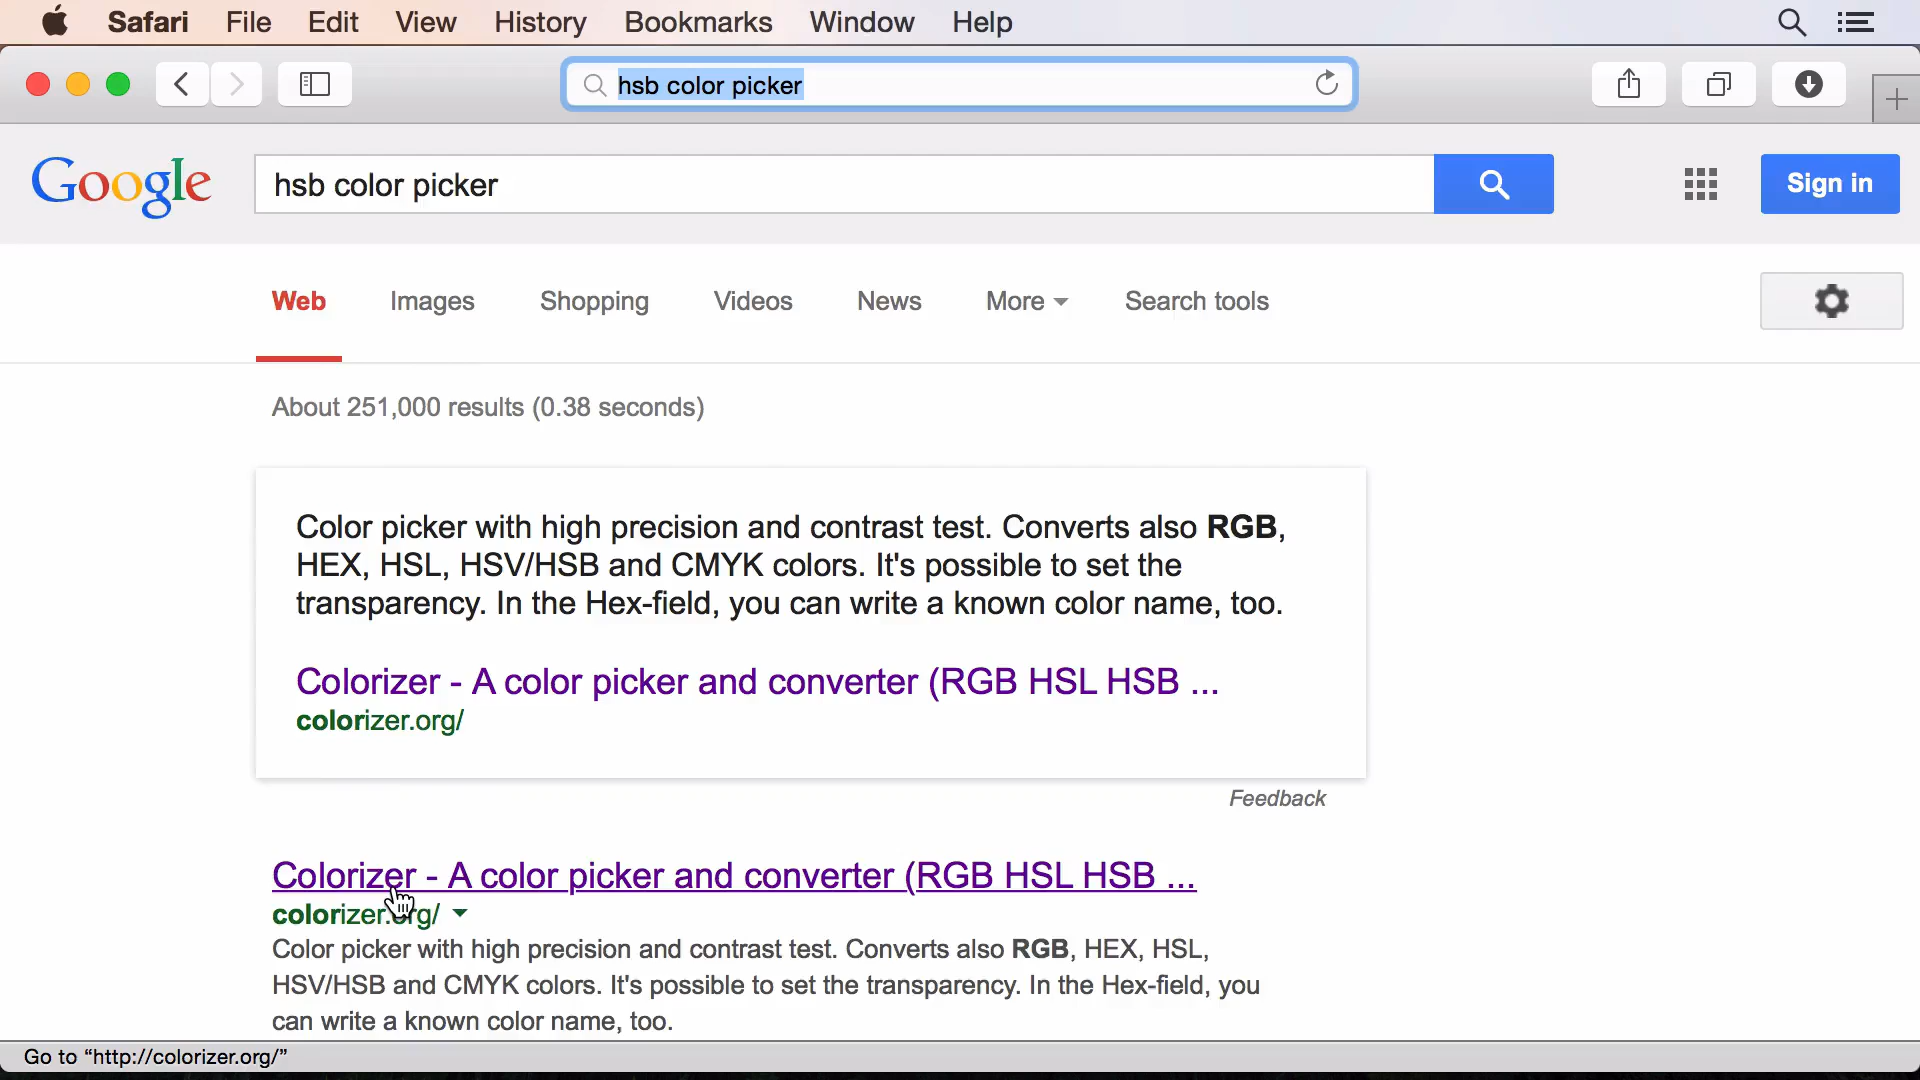 Safari File Edit View History Bookmarks Window Help
hsb color picker
Google hsb color picker Sign in
Web Images Shopping Videos News More Search tools
About 251,000 results (0.38 seconds)
Color picker with high precision and contrast test. Converts also RGB,
HEX, HSL, HSV/HSB and CMYK colors. It's possible to set the
transparency. In the Hex-field, you can write a known color name, too.
Colorizer - A color picker and converter (RGB HSL HSB ...
colorizer.org/
Feedback
Colorizer - A color picker and converter (RGB HSL HSB ...
colorizer.org/
Color picker with high precision and contrast test. Converts also RGB, HEX, HSL,
HSV/HSB and CMYK colors. It's possible to set the transparency. In the Hex-field, you
can write a known color name, too.
Go to “http://colorizer.org/”